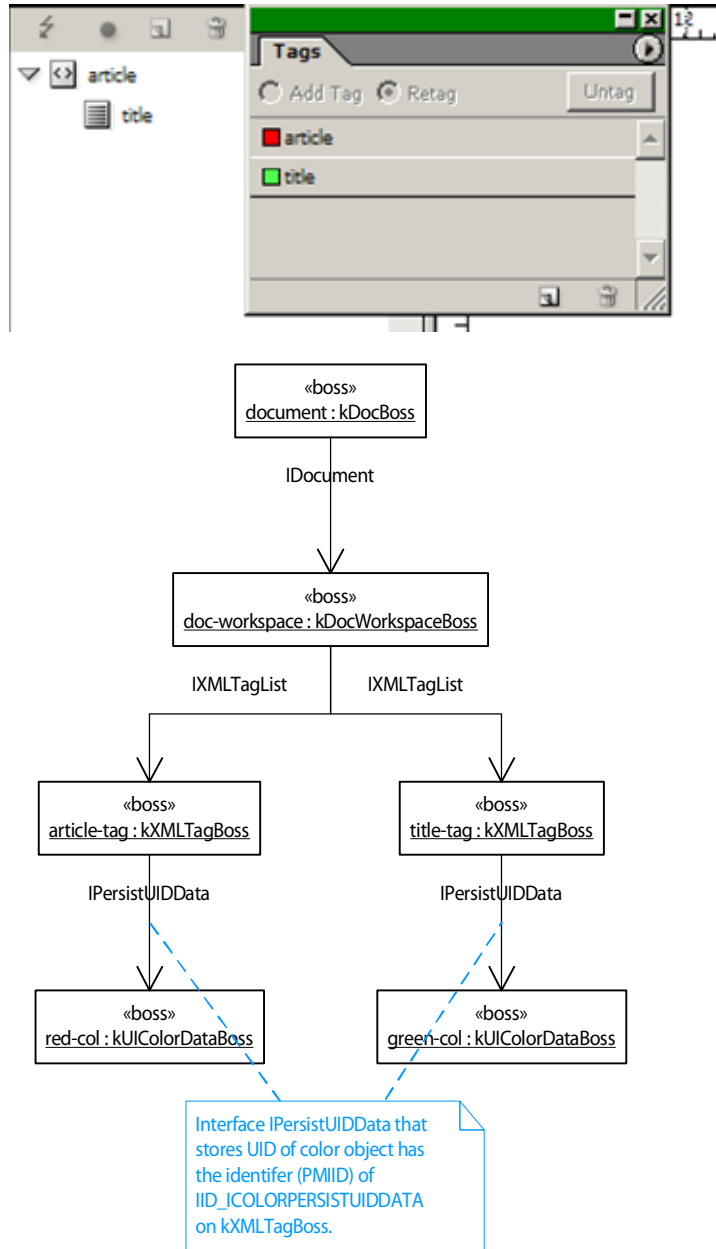 article
title
Tags
Add Tag
Retag
Untag
article
title
12
«boss»
document : kDocBoss
IDocument
«boss»
doc-workspace : kDocWorkspaceBoss
IXMLTagList
IXMLTagList
«boss»
article-tag : kXMLTagBoss
«boss»
title-tag : kXMLTagBoss
IPersistUIDData
IPersistUIDData
«boss»
red-col : kUIColorDataBoss
«boss»
green-col : kUIColorDataBoss
Interface IPersistUIDData that
stores UID of color object has
the identifer (PMIID) of
IID_ICOLORPERSISTUIDDATA
on kXMLTagBoss.